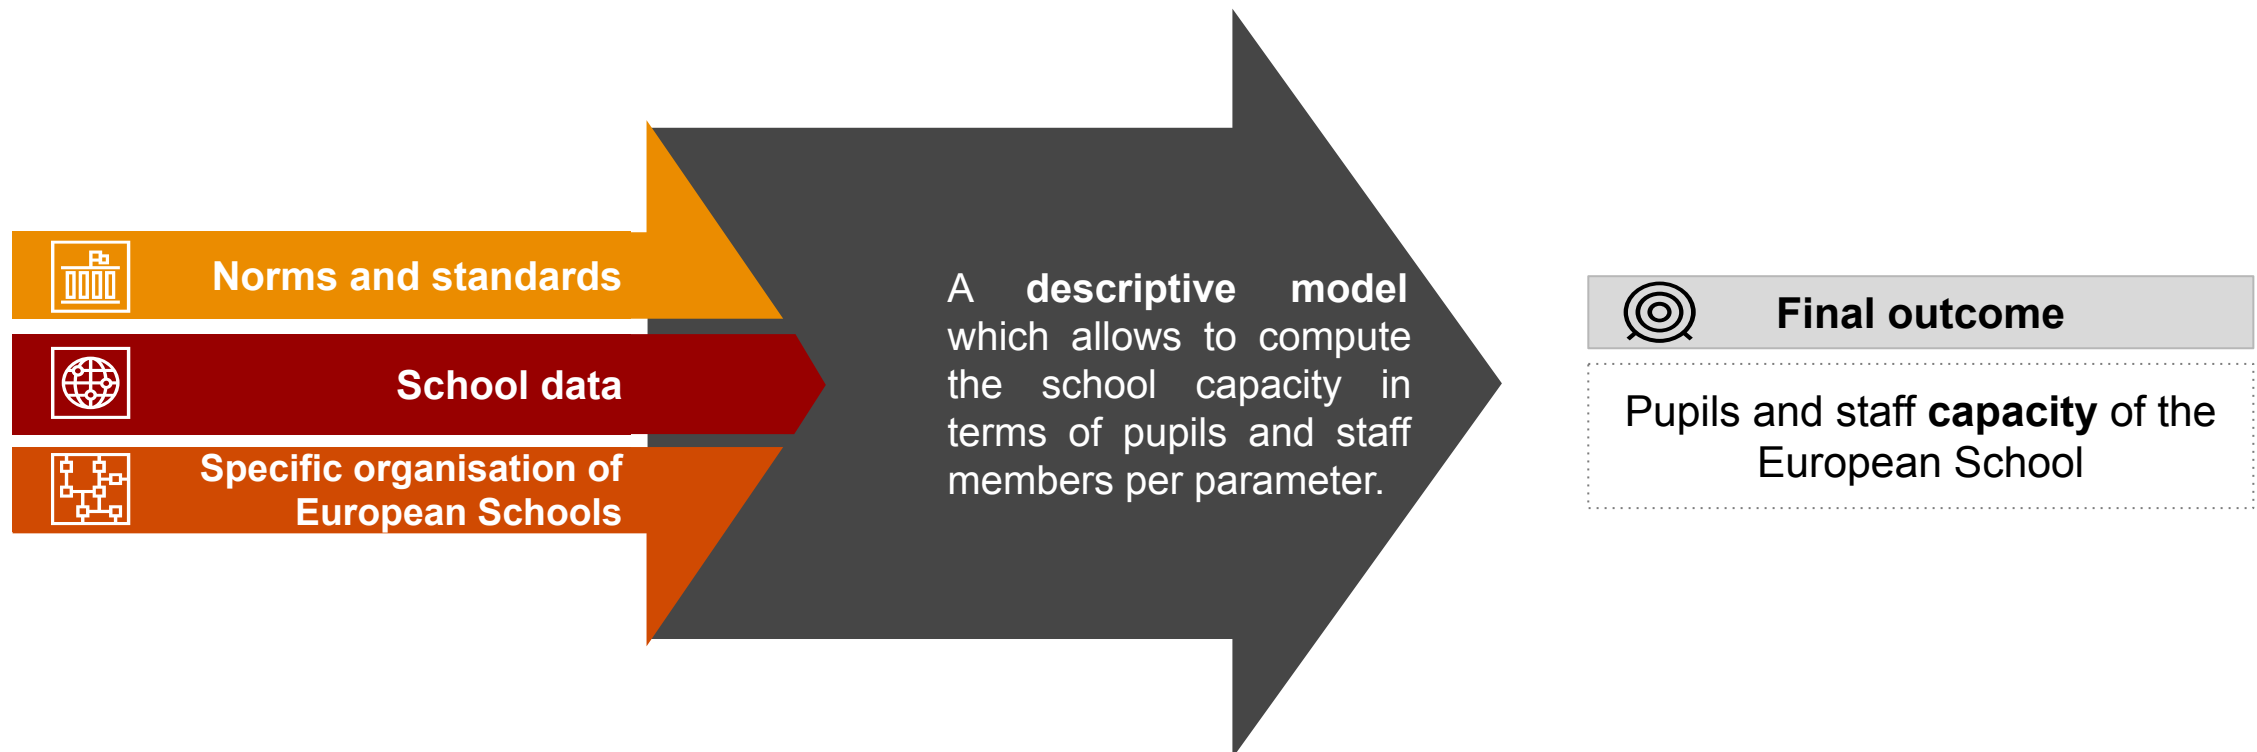 Norms and standards
School data
Specific organisation of
European Schools
A descriptive model
which allows to compute
the school capacity in
terms of pupils and staff
members per parameter.
Final outcome
Pupils and staff capacity of the
European School